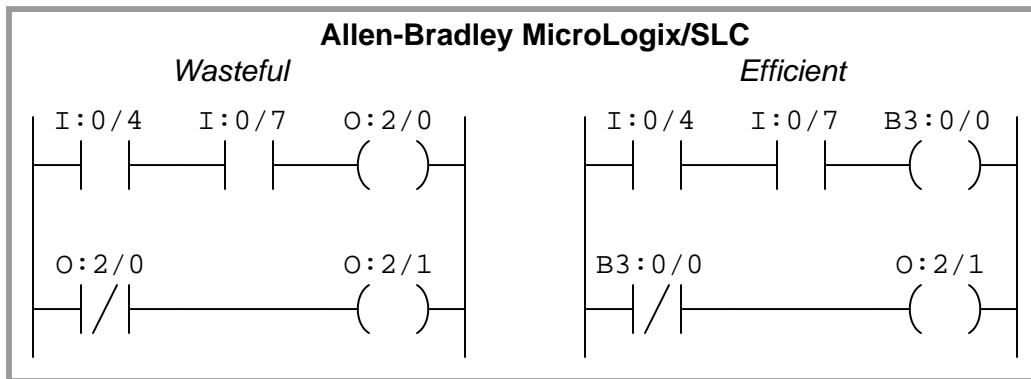 Allen-Bradley MicroLogix/SLC
Wasteful Efficient
I:0/4 I:0/7 O:2/0 I:0/4 I:0/7 B3:0/0
O:2/0 O:2/1 B3:0/0 O:2/1